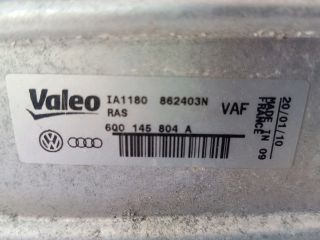 Valeo
IA1180 862403N
RAS
VAF
6Q0 145 804 A
MADE IN
FRANCE
20/01/10
09